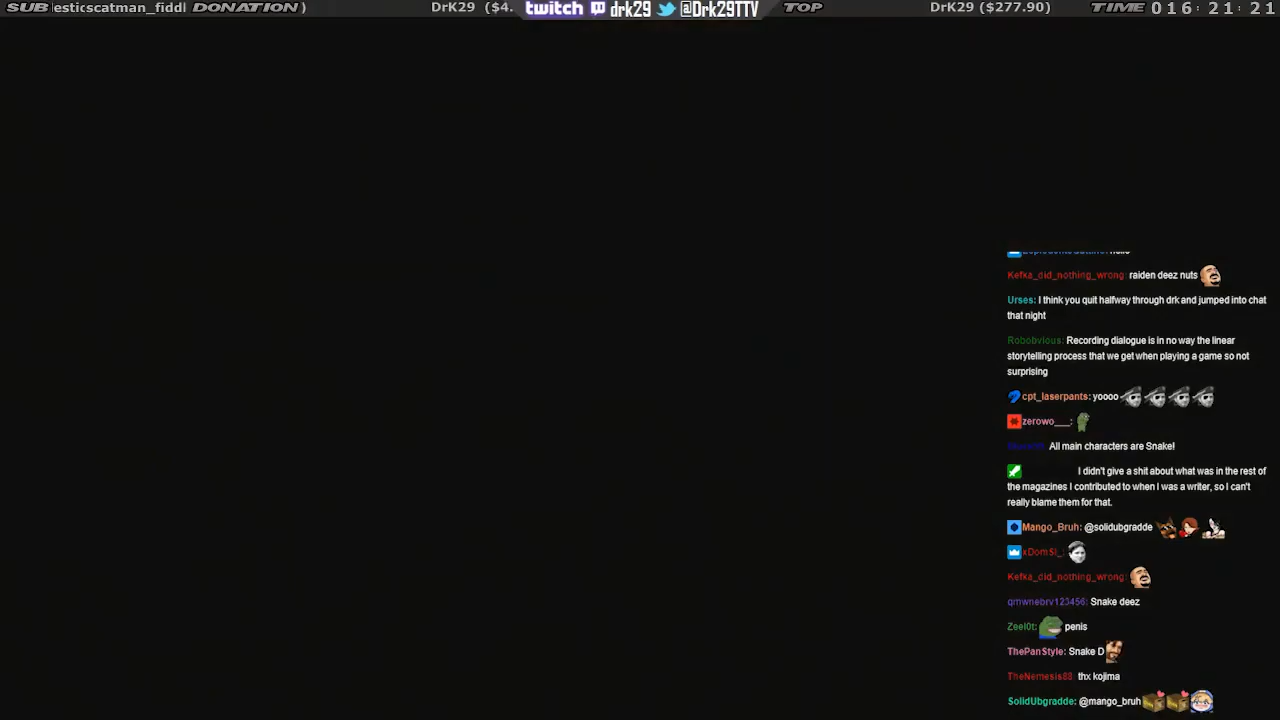 SUB esticscatman_fiddl DONATION ) DrK29 ($4. twitch drk29 @Drk29TTV TOP DrK29 ($277.90) TIME 016:21:21
Kefka_did_nothing_wrong: raiden deez nuts
Urses: I think you quit halfway through drk and jumped into chat
that night
Robobvious: Recording dialogue is in no way the linear
storytelling process that we get when playing a game so not
surprising
cpt_laserpants: yoooo
zerowo___:
All main characters are Snake!
I didn't give a shit about what was in the rest of
the magazines I contributed to when I was a writer, so I can't
really blame them for that.
Mango_Bruh: @solidubgradde
xDomSl_:
Kefka_did_nothing_wrong:
qmwnebrv123456: Snake deez
Zeel0t: penis
ThePanStyle: Snake D
TheNemesis88: thx kojima
SolidUbgradde: @mango_bruh